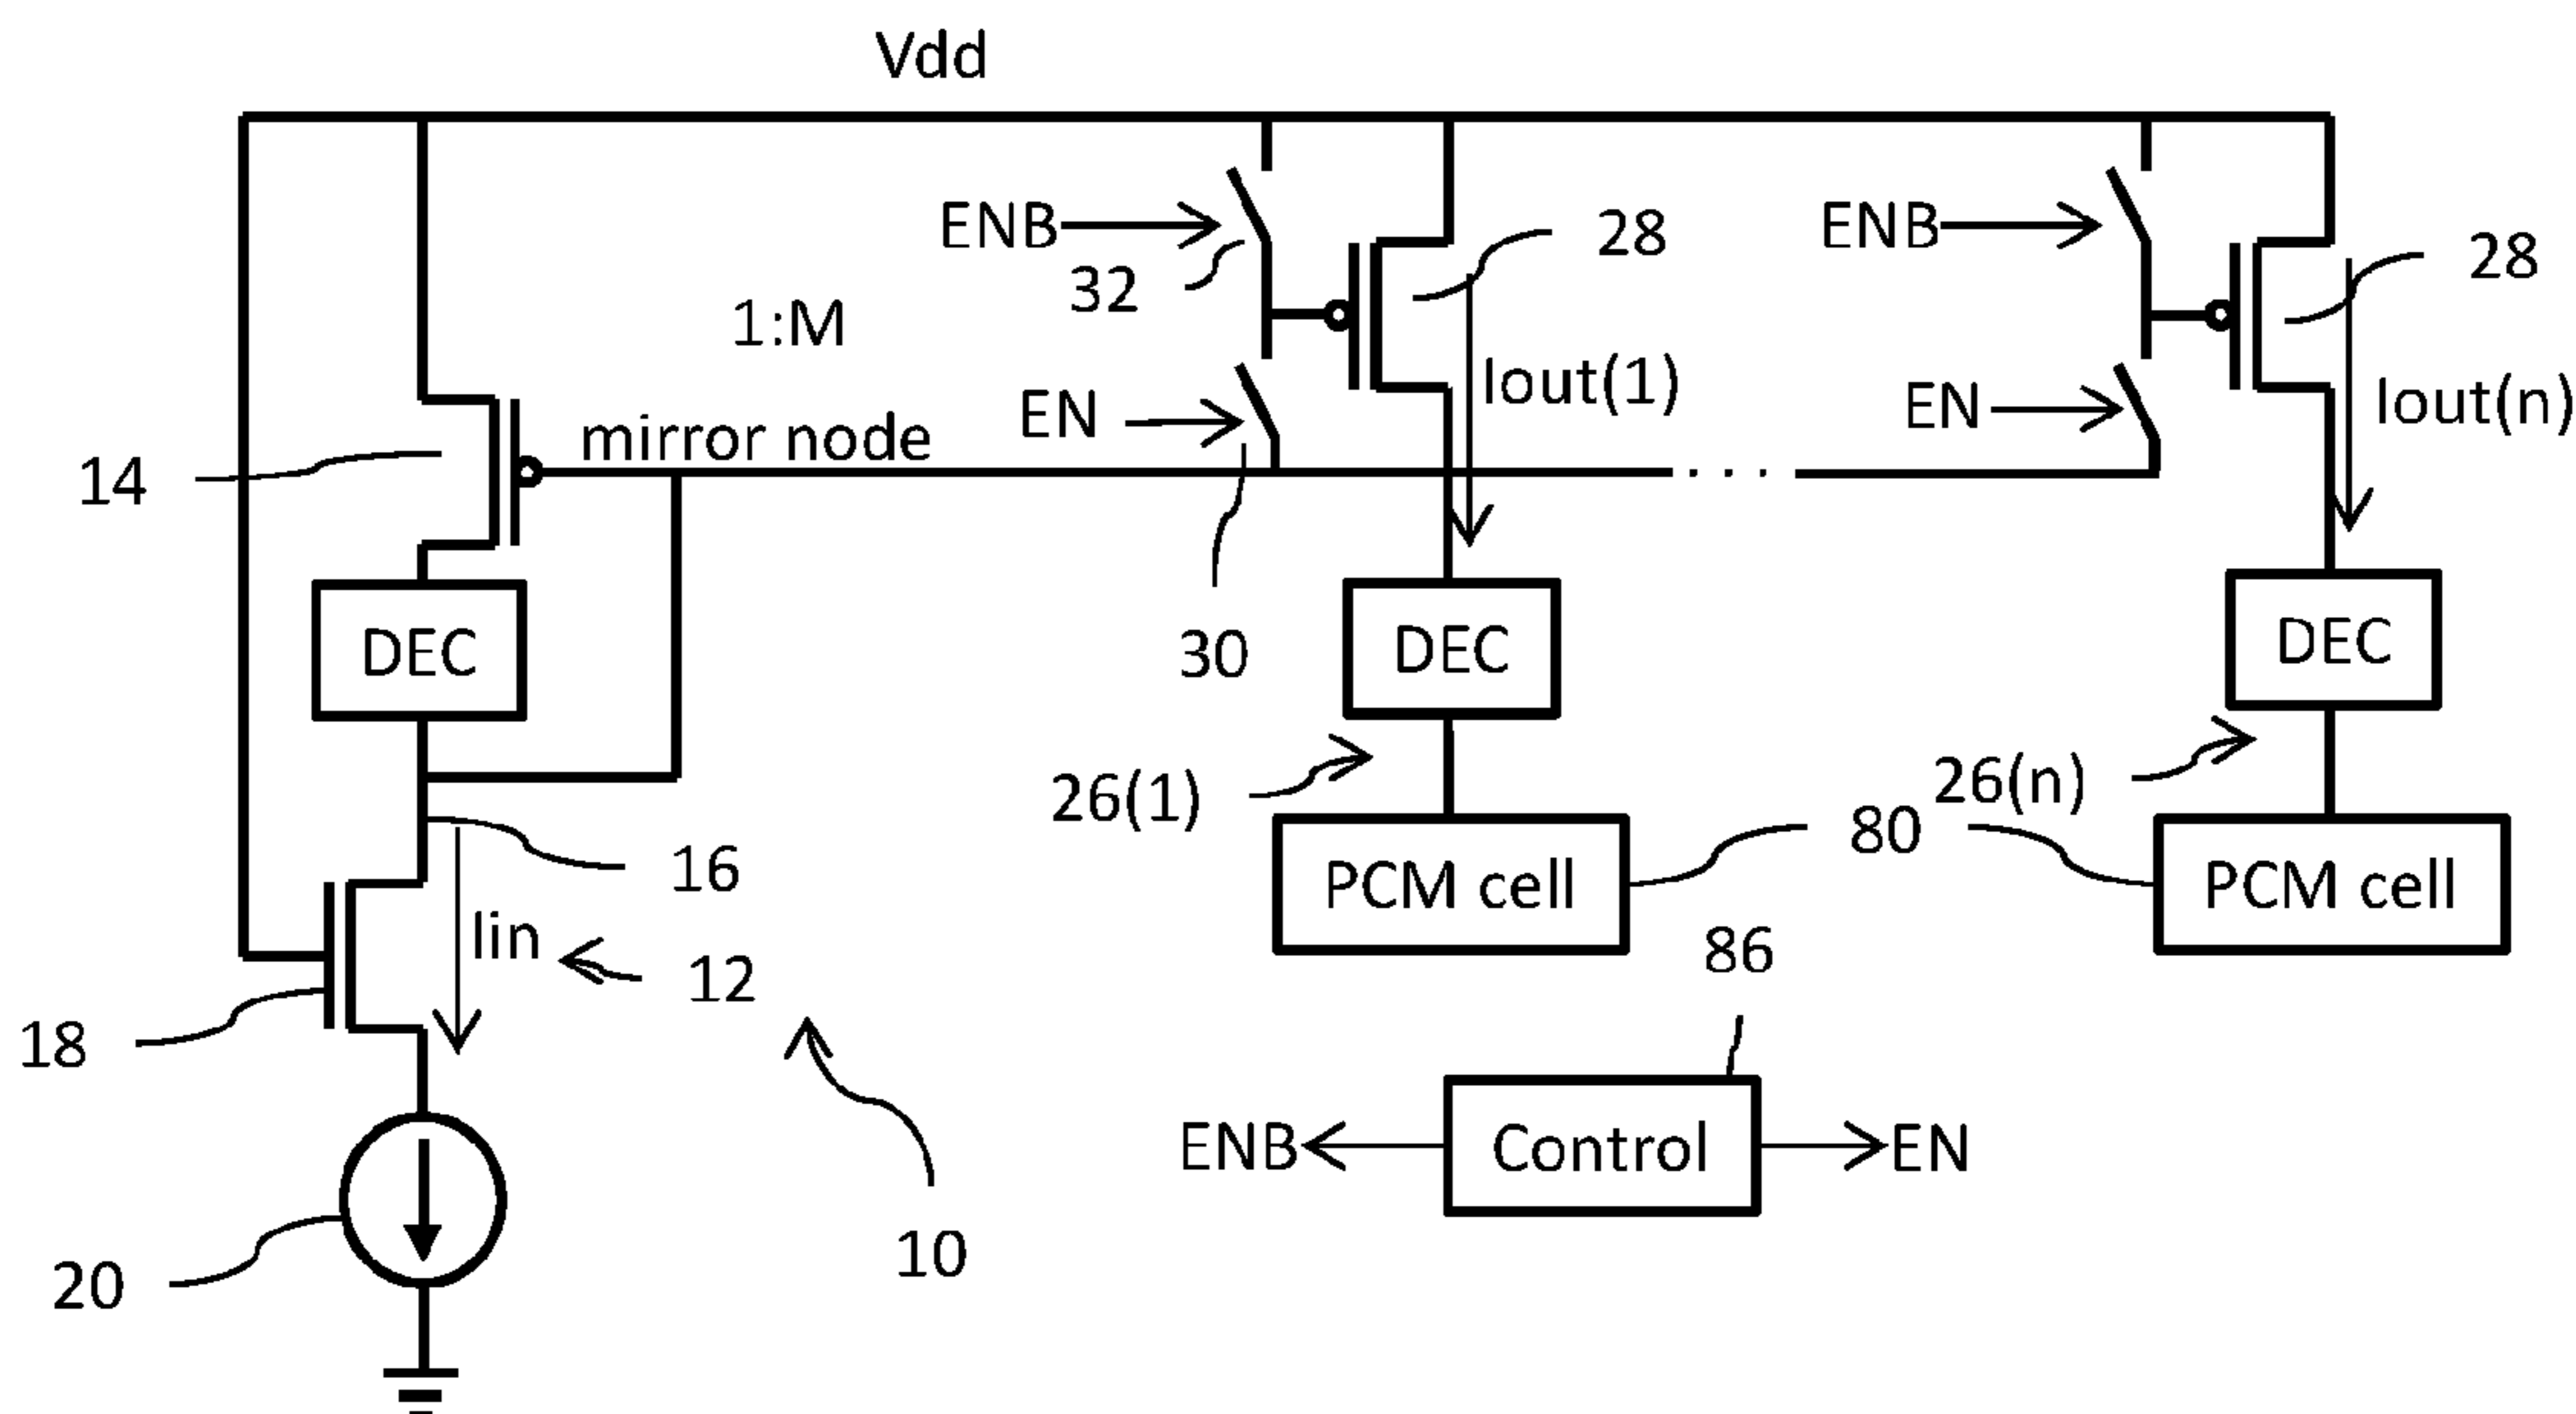 Vdd
ENB
32
28
ENB
28
1:M
EN
Iout(1)
EN
Iout(n)
mirror node
14
DEC
30
DEC
DEC
26(1)
26(n)
16
80
PCM cell
PCM cell
Iin
12
86
18
ENB
Control
EN
10
20